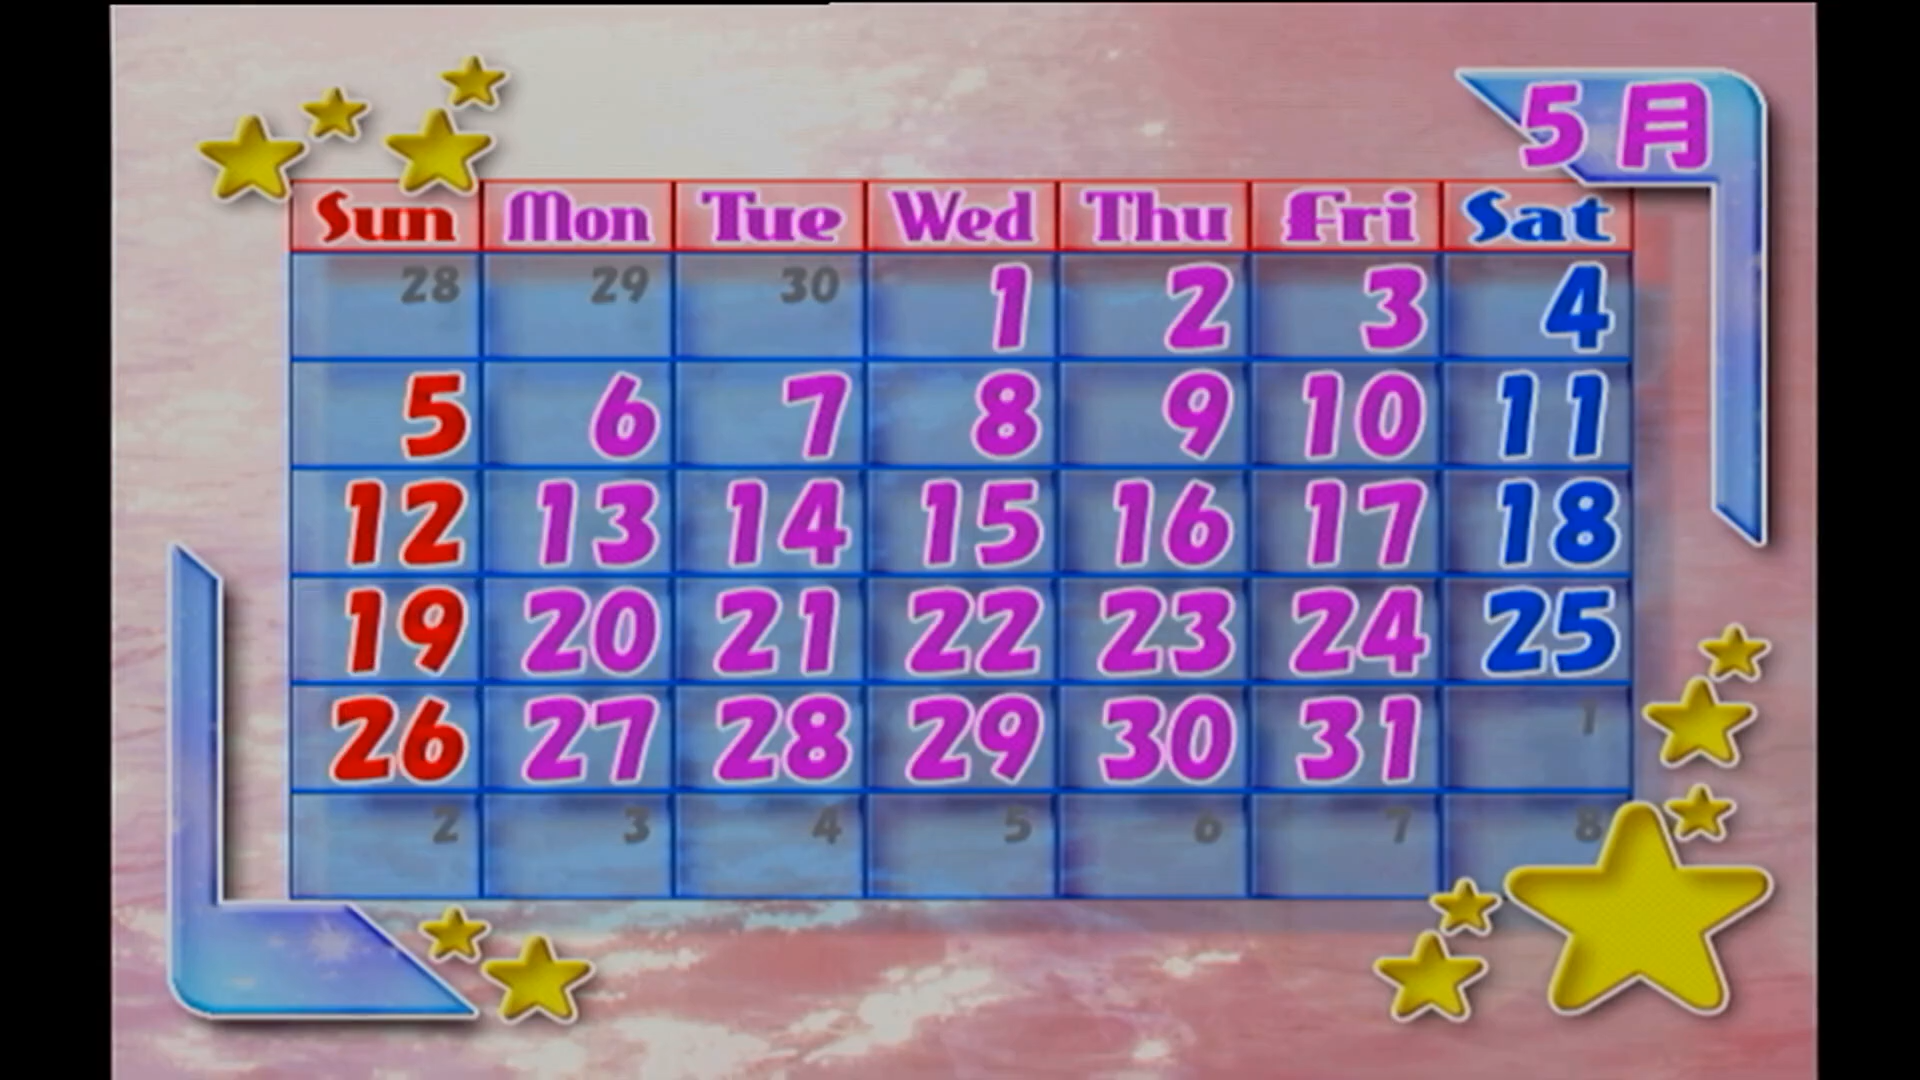 5月
Sun Mon Tue Wed Thu Fri Sat
28 29 30 1 2 3 4
5 6 7 8 9 10 11
12 13 14 15 16 17 18
19 20 21 22 23 24 25
26 27 28 29 30 31 1
2 3 4 5 6 7 8